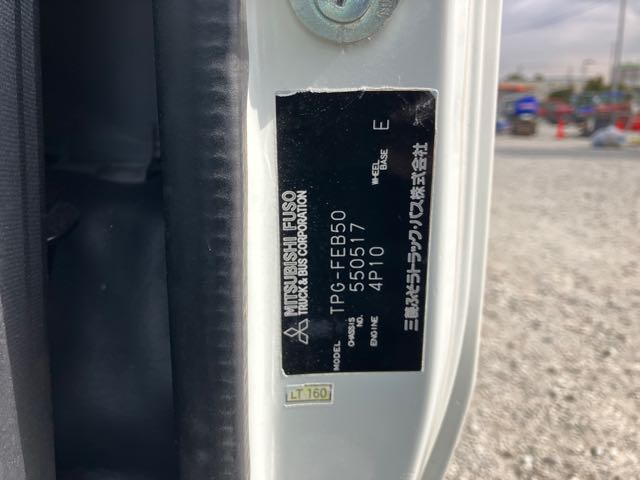 MITSUBISHI FUSO
TRUCK & BUS CORPORATION
MODEL TPG-FEB50
CHASSIS NO. 550517
ENGINE 4P10 WHEEL BASE E
三菱ふそうトラック・バス株式会社
LT 160